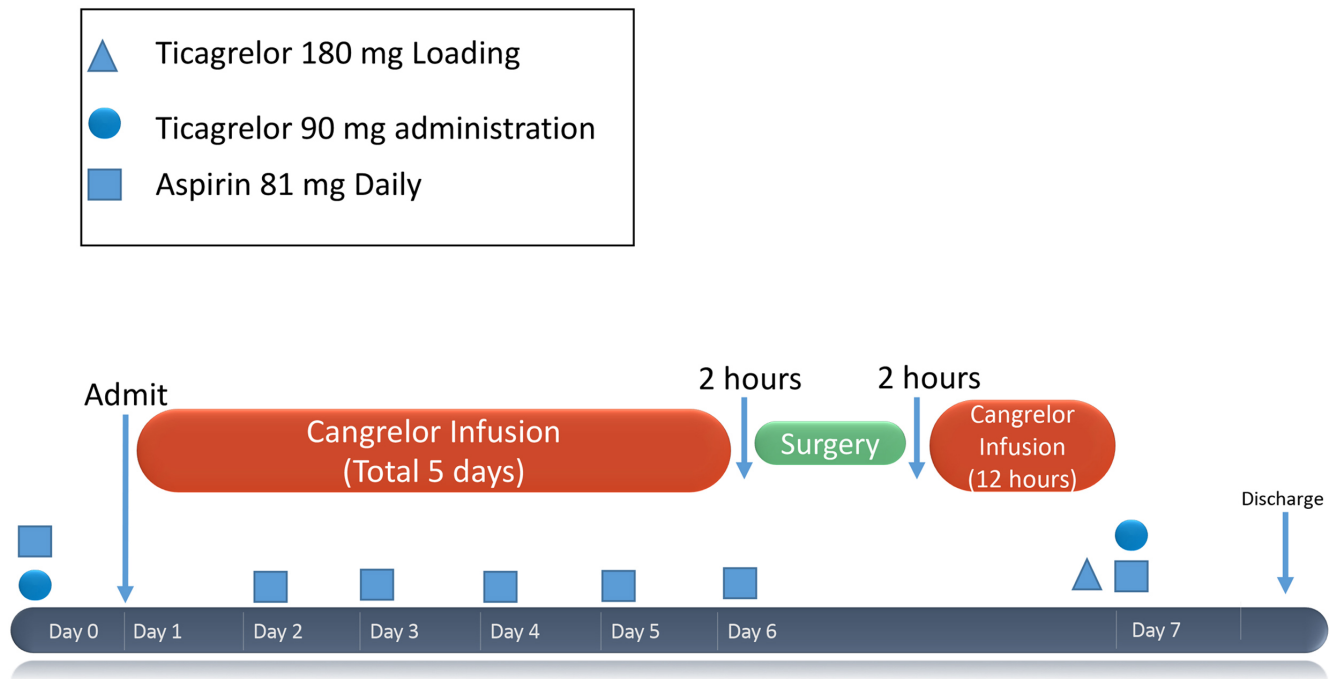 Ticagrelor 180 mg Loading
Ticagrelor 90 mg administration
Aspirin 81 mg Daily
Admit
Cangrelor Infusion
(Total 5 days)
2 hours
Surgery
2 hours
Cangrelor
Infusion
(12 hours)
Discharge
Day 0
Day 1
Day 2
Day 3
Day 4
Day 5
Day 6
Day 7